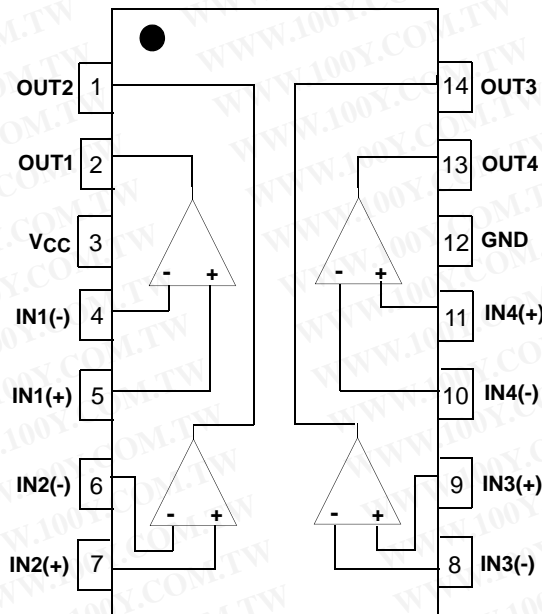 OUT2 1 14 OUT3
OUT1 2 13 OUT4
VCC 3 12 GND
IN1(-) 4 - + - + 11 IN4(+)
IN1(+) 5 10 IN4(-)
IN2(-) 6 9 IN3(+)
- + - +
IN2(+) 7 8 IN3(-)
WWW.100Y.COM.TW